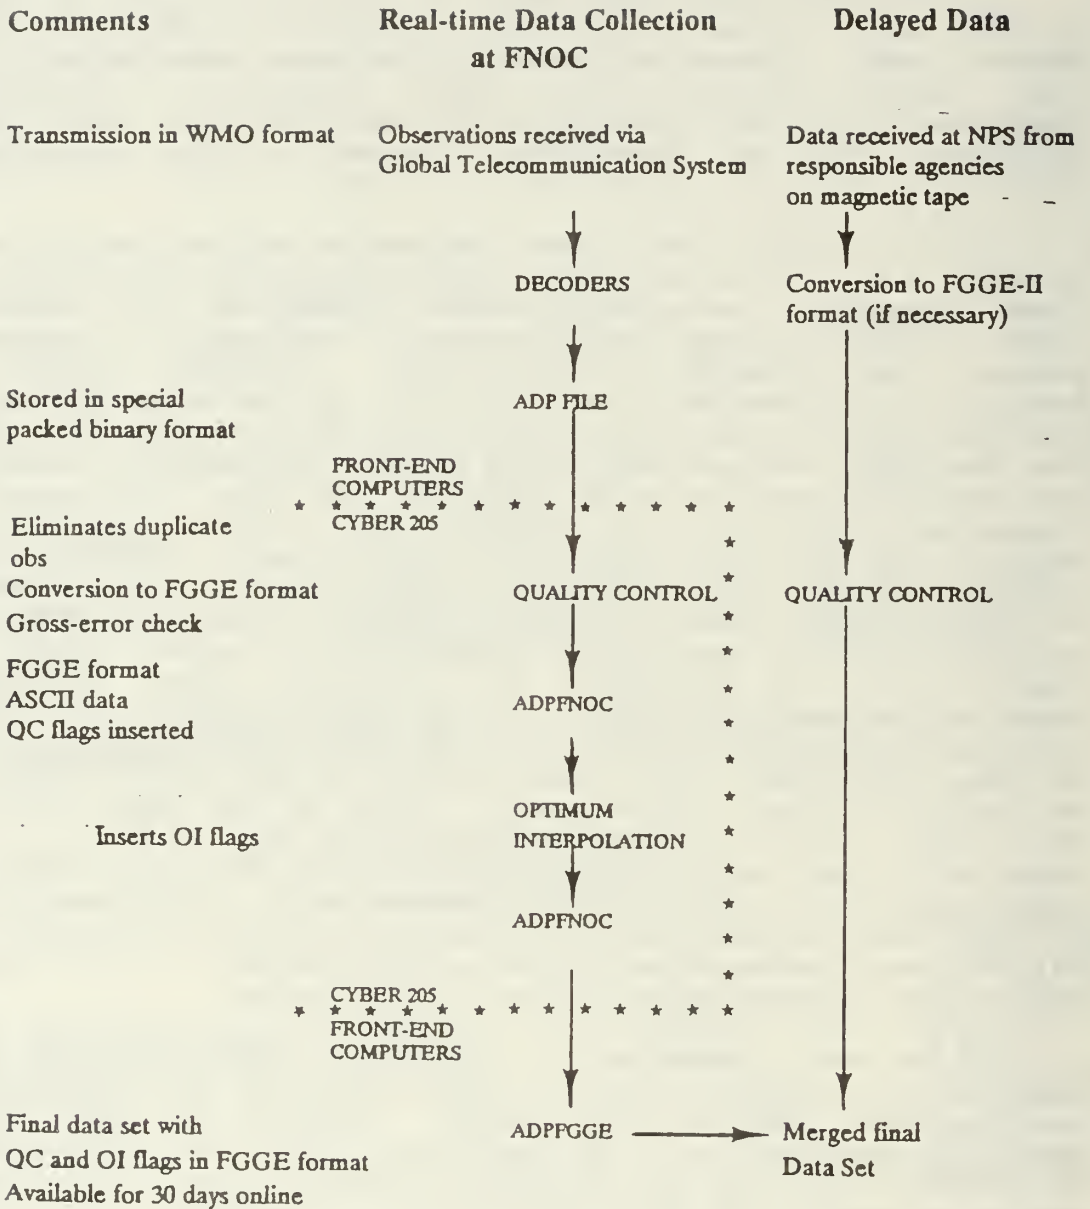 Comments
Real-time Data Collection
at FNOC
Delayed Data
Transmission in WMO format
Observations received via
Global Telecommunication System
Data received at NPS from
responsible agencies
on magnetic tape
DECODERS
Conversion to FGGE-II
format (if necessary)
Stored in special
packed binary format
ADP FILE
FRONT-END
COMPUTERS
CYBER 205
Eliminates duplicate
obs
Conversion to FGGE format
Gross-error check
QUALITY CONTROL
QUALITY CONTROL
FGGE format
ASCII data
QC flags inserted
ADPFNOC
OPTIMUM
INTERPOLATION
Inserts OI flags
ADPFNOC
CYBER 205
FRONT-END
COMPUTERS
Final data set with
QC and OI flags in FGGE format
Available for 30 days online
ADPFGGE
Merged final
Data Set